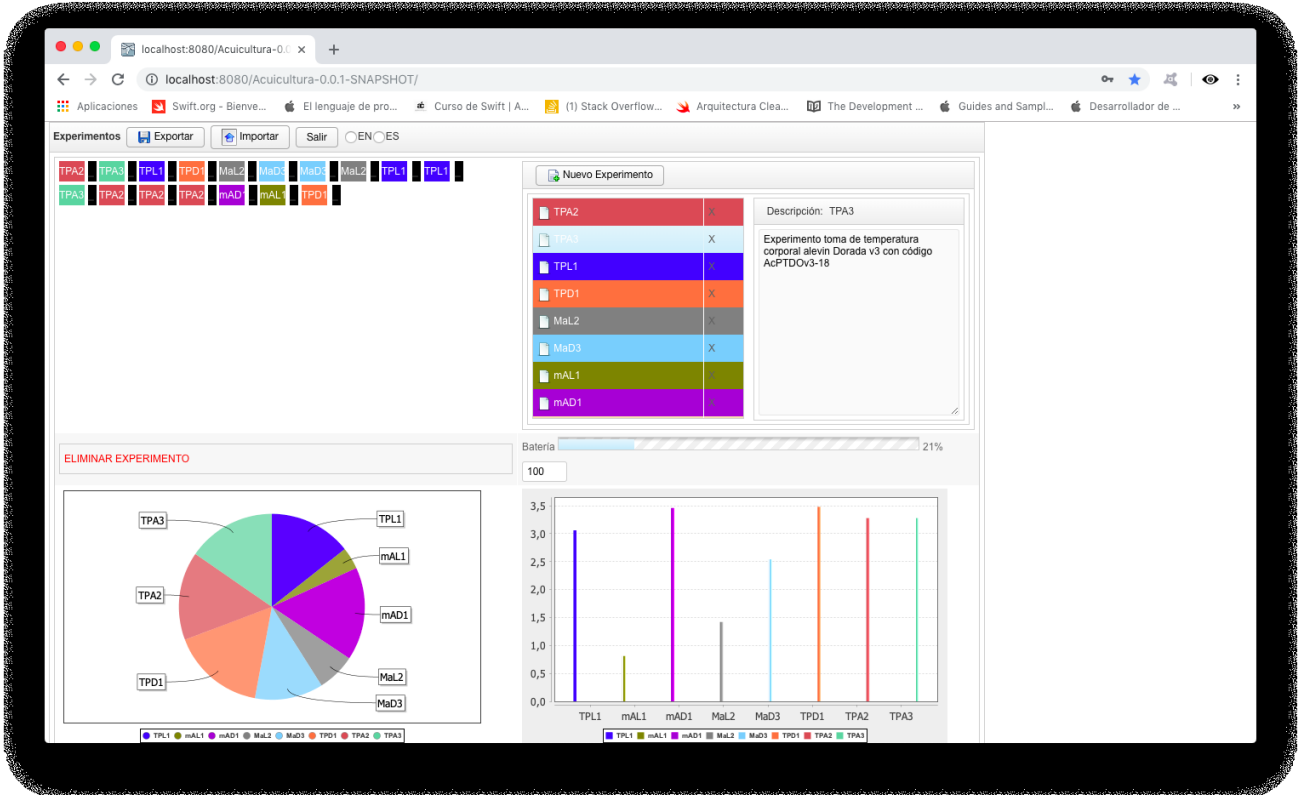 localhost:8080/Acuicultura-0.0
localhost:8080/Acuicultura-0.0.1-SNAPSHOT/
Aplicaciones Swift.org - Bienve... El lenguaje de pro... Curso de Swift | A... (1) Stack Overflow... Arquitectura Clea... The Development ... Guides and Sampl... Desarrollador de ... »
Experimentos Exportar Importar Salir EN ES
TPA2 TPA3 TPL1 TPD1 MaL2 MaD3 MaD3 MaL2 TPL1 TPL1
TPA3 TPA2 TPA2 TPA2 mAD1 mAL1 TPD1
Nuevo Experimento
TPA2 X
TPA3 X
TPL1 X
TPD1 X
MaL2 X
MaD3 X
mAL1 X
mAD1 X
Descripción: TPA3
Experimento toma de temperatura
corporal alevin Dorada v3 con código
AcPTDOv3-18
ELIMINAR EXPERIMENTO
Batería 21%
100
TPA3
TPL1
mAL1
TPA2
mAD1
MaL2
TPD1
MaD3
TPL1 mAL1 mAD1 MaL2 MaD3 TPD1 TPA2 TPA3
3,5
3,0
2,5
2,0
1,5
1,0
0,5
0,0
TPL1 mAL1 mAD1 MaL2 MaD3 TPD1 TPA2 TPA3
TPL1 mAL1 mAD1 MaL2 MaD3 TPD1 TPA2 TPA3